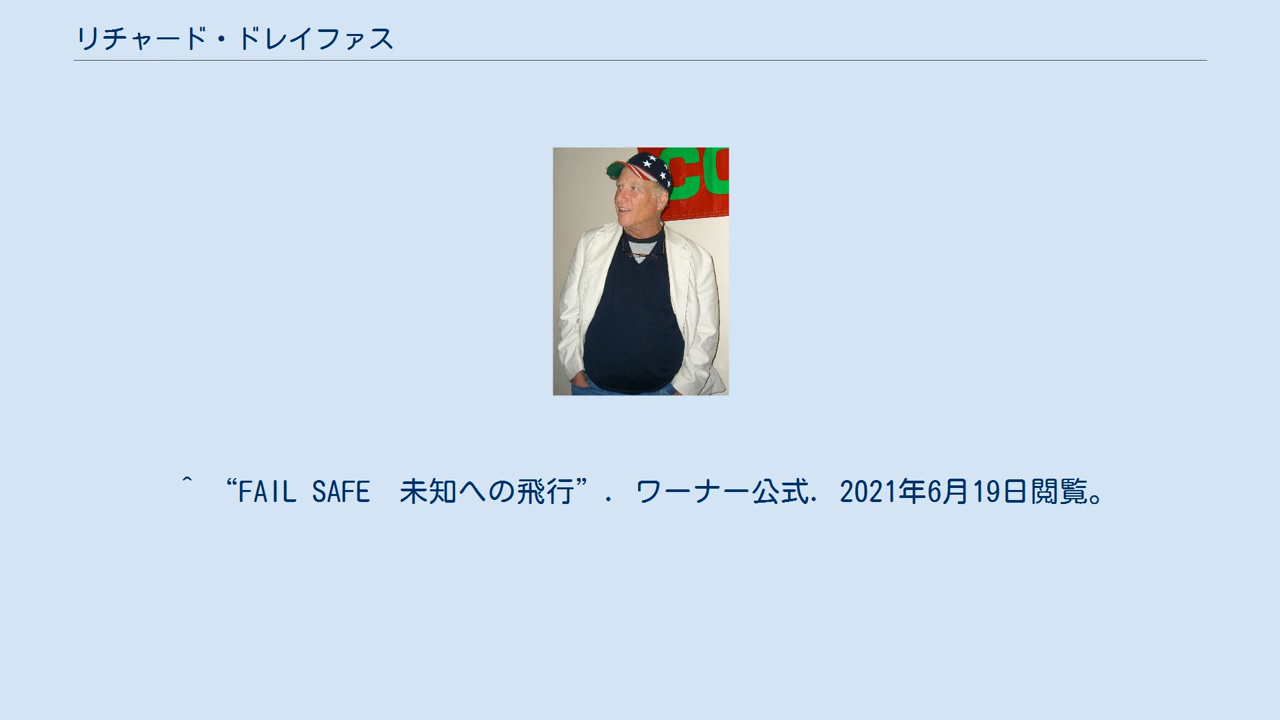 リチャード・ドレイファス
CO
^ “FAIL SAFE　未知への飛行”. ワーナー公式. 2021年6月19日閲覧。